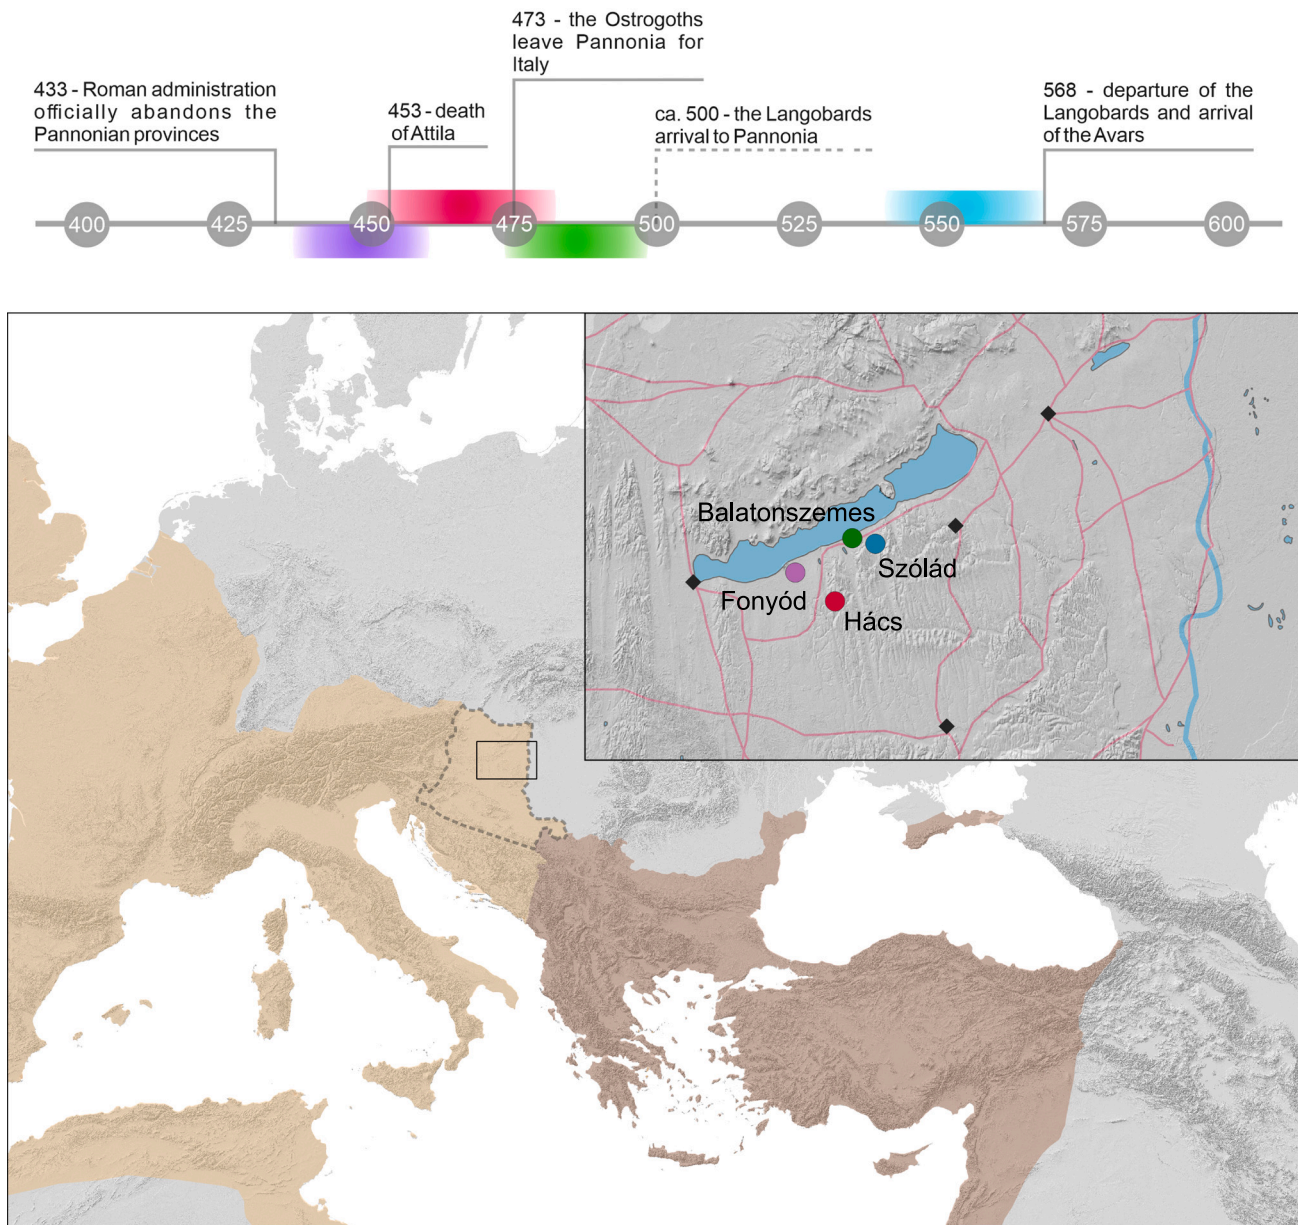 473 - the Ostrogoths
leave Pannonia for
Italy
433 - Roman administration
officially abandons the
Pannonian provinces
453 - death
of Attila
ca. 500 - the Langobards
arrival to Pannonia
568 - departure of the
Langobards and arrival
of the Avars
400 425 450 475 500 525 550 575 600
Balatonszemes
Szólád
Fonyód
Hács